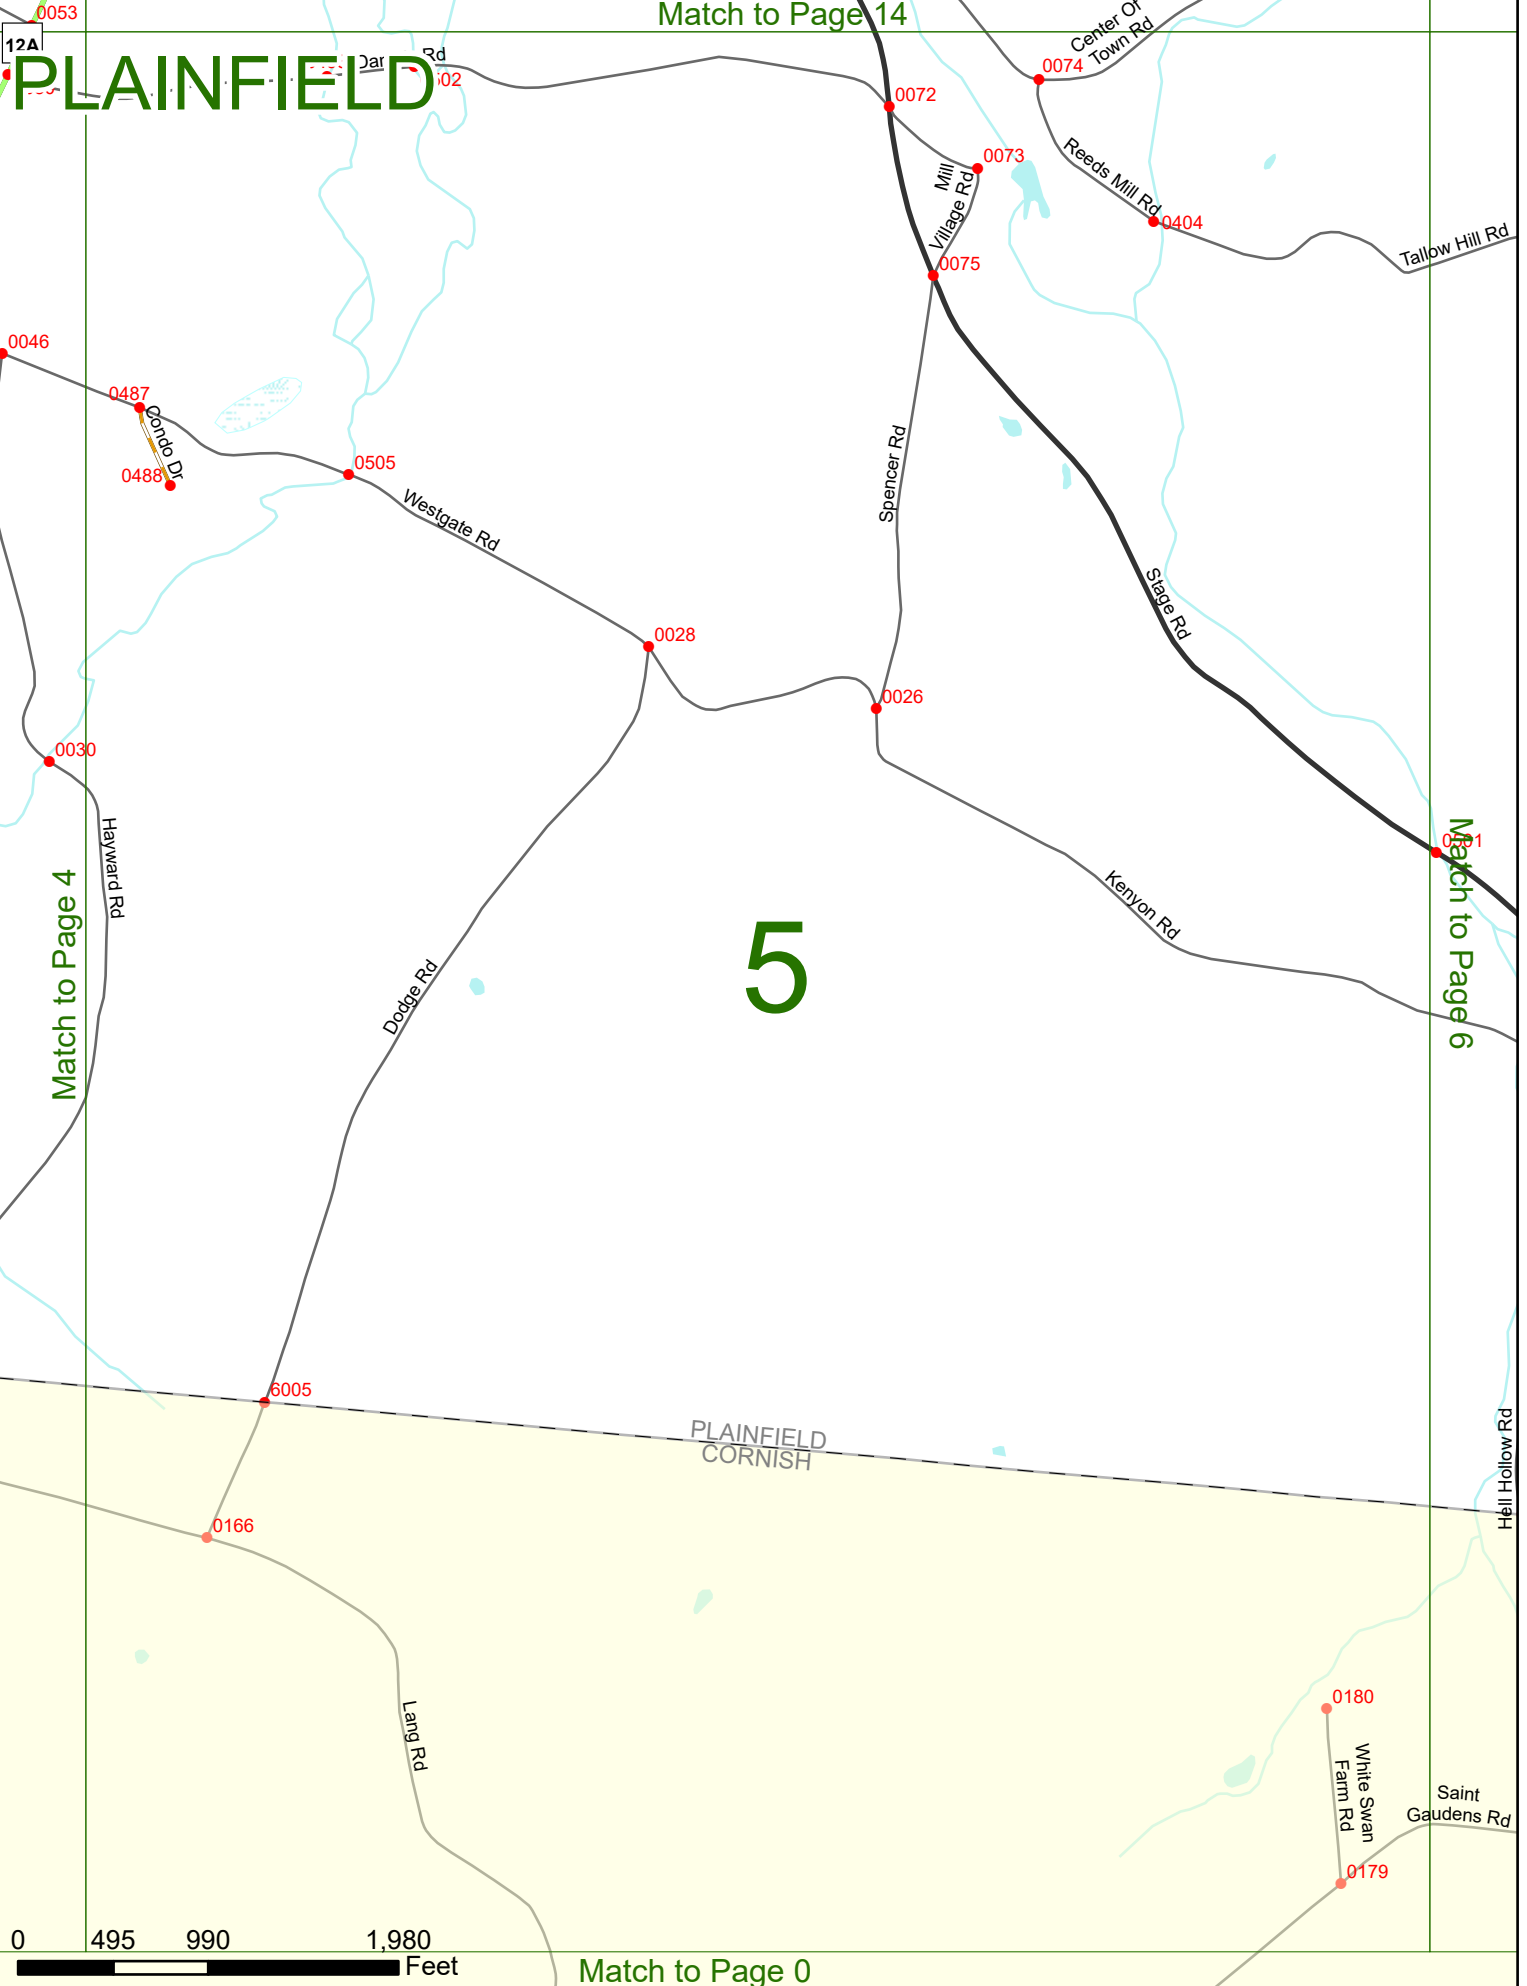 Match to Page 14
0053
12A
PLAINFIELD
Rd
502
Center Of
Town Rd
0074
0072
0073
Mill
Village Rd
Reeds Mill Rd
0404
Tallow Hill Rd
0075
0046
0487
Condo Dr
0488
0505
Westgate Rd
Spencer Rd
Stage Rd
0028
0026
0030
Hayward Rd
Match to Page 4
Match to Page 6
Kenyon Rd
5
Dodge Rd
6005
PLAINFIELD
CORNISH
Hell Hollow Rd
0166
Lang Rd
0180
White Swan
Farm Rd
Saint
Gaudens Rd
0179
0 495 990 1,980
Feet
Match to Page 0